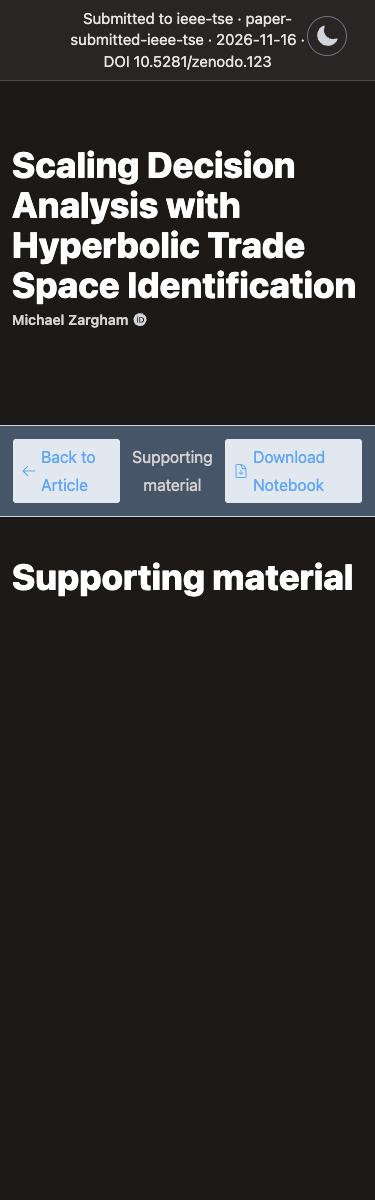 Submitted to ieee-tse · paper-
submitted-ieee-tse · 2026-11-16 ·
DOI 10.5281/zenodo.123
Scaling Decision
Analysis with
Hyperbolic Trade
Space Identification
Michael Zargham
Back to
Article
Supporting
material
Download
Notebook
Supporting material